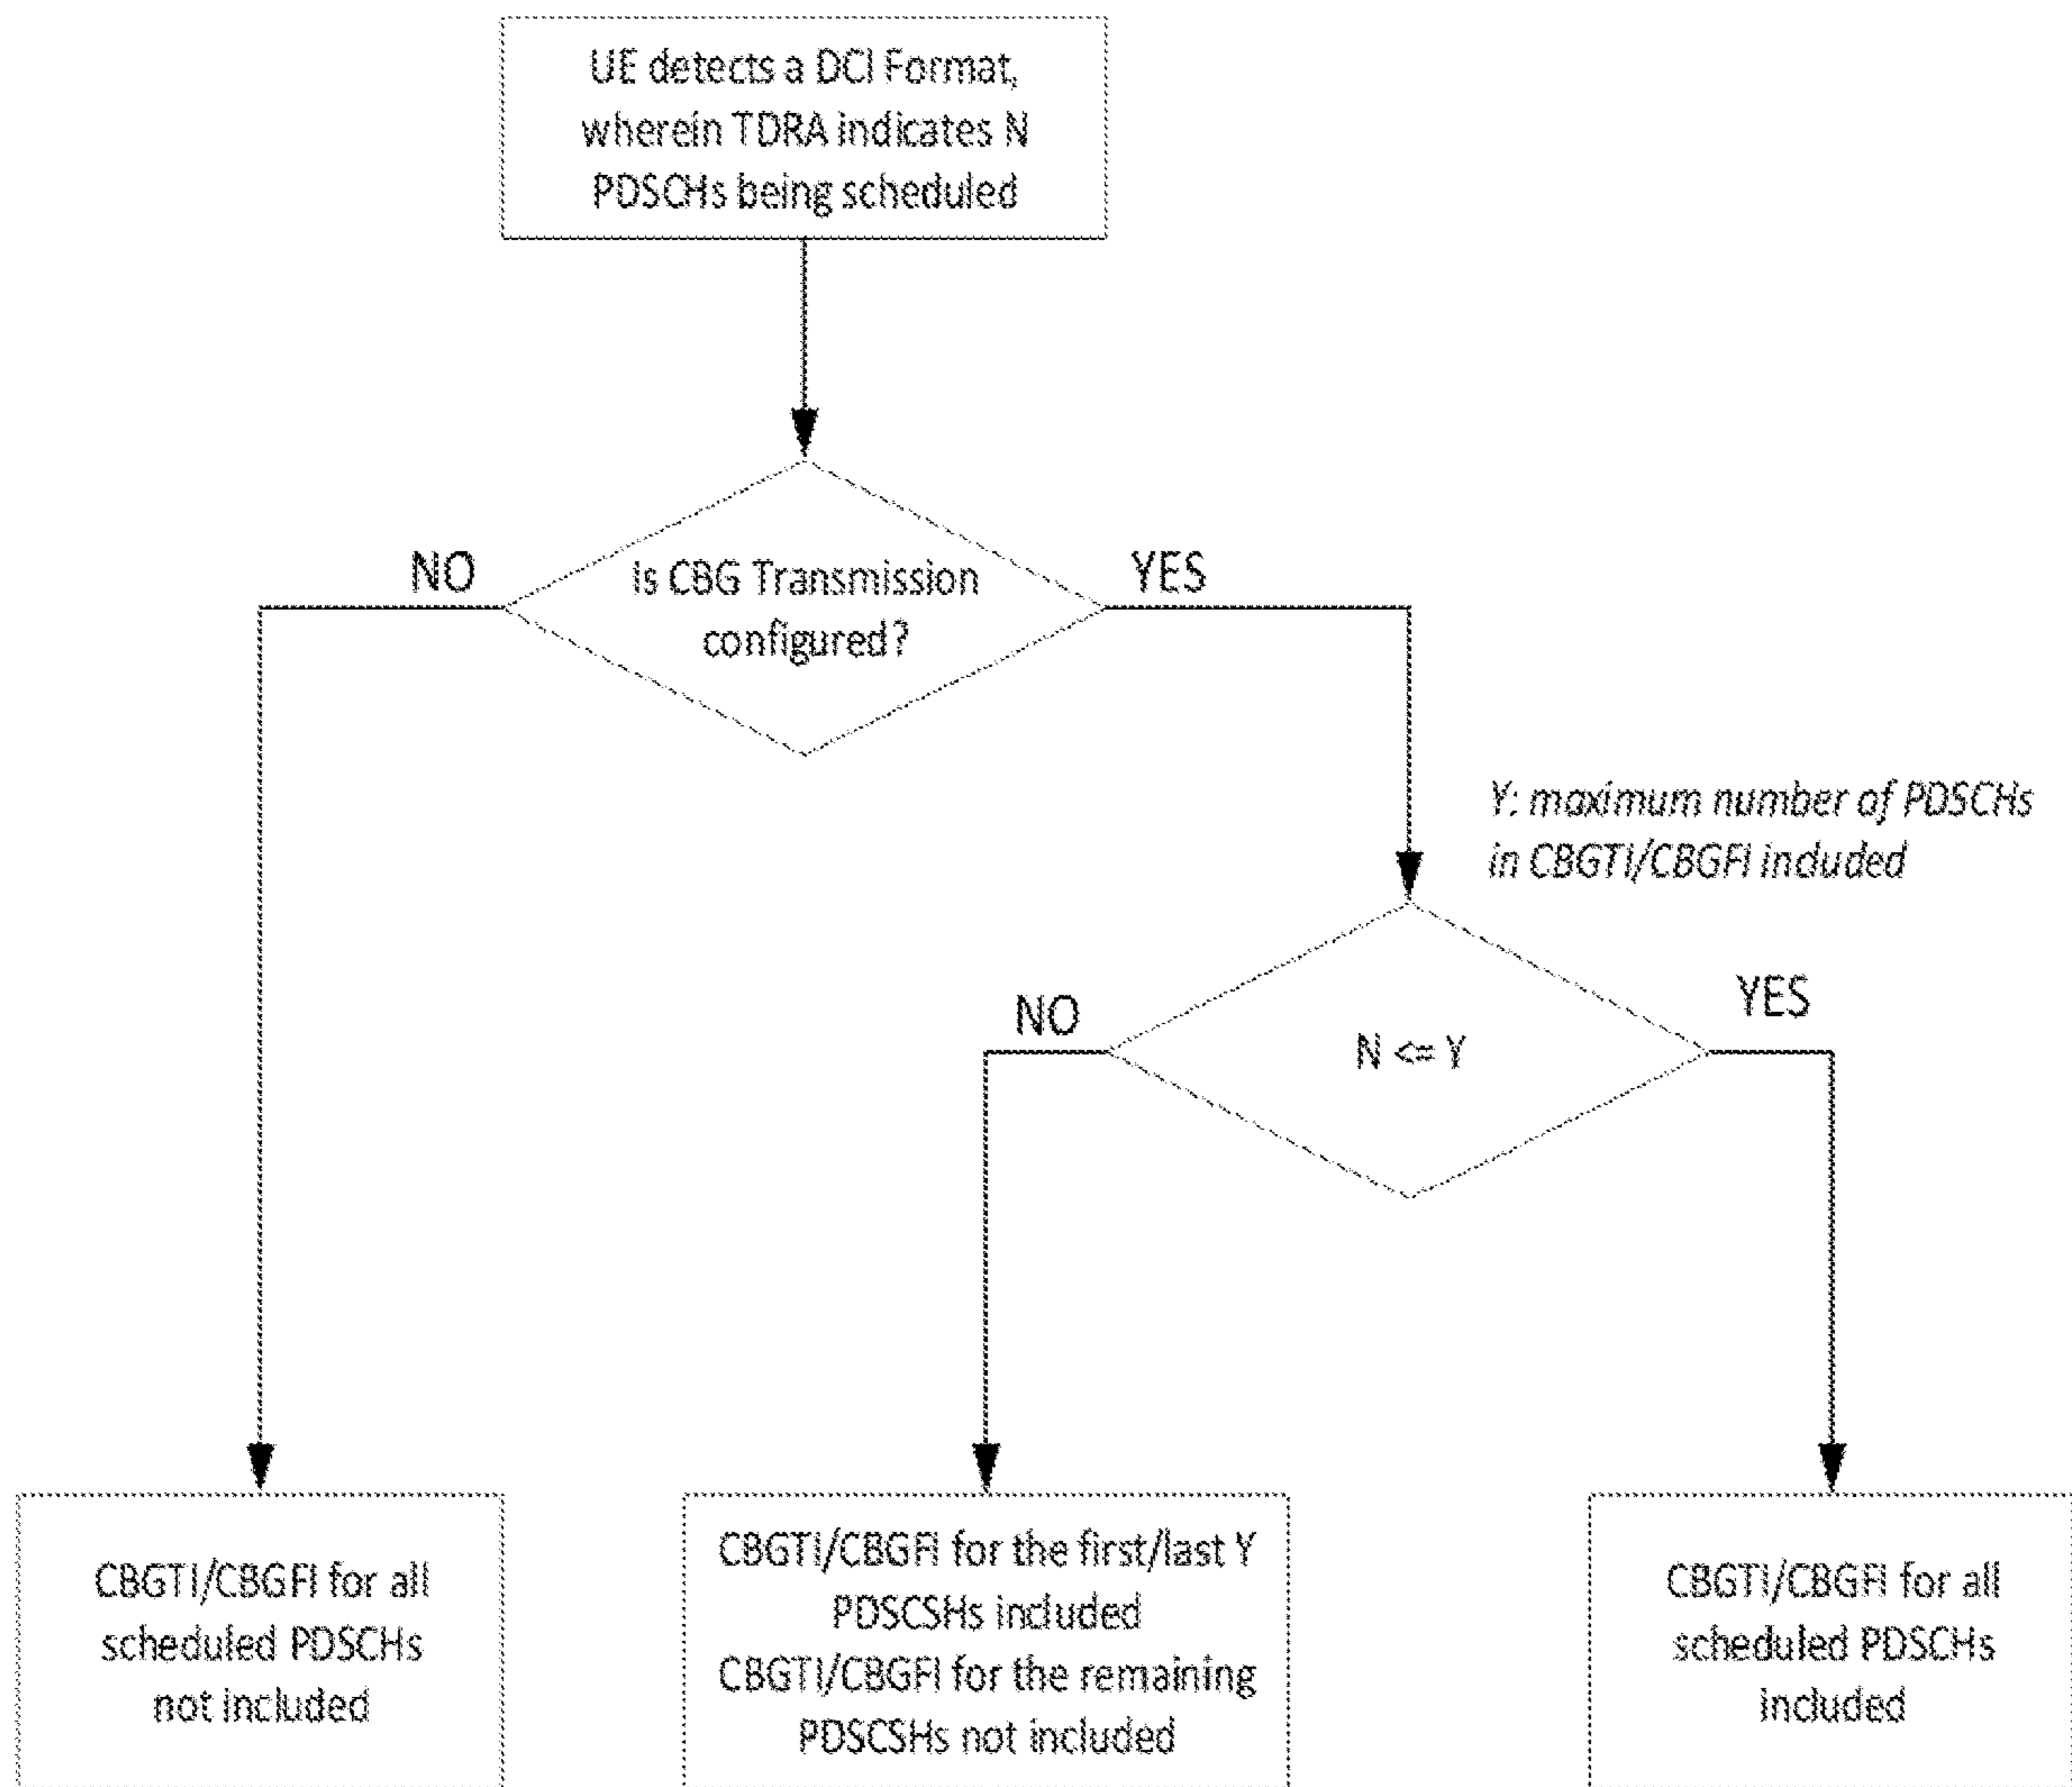 UE detects a DCI Format,
wherein TDRA indicates N
PDSCHs being scheduled
NO
Is CBG Transmission
configured?
YES
Y: maximum number of PDSCHs
in CBGTI/CBGFI included
NO
N <= Y
YES
CBGTI/CBGFI for all
scheduled PDSCHs
not included
CBGTI/CBGFI for the first/last Y
PDSCSHs included
CBGTI/CBGFI for the remaining
PDSCSHs not included
CBGTI/CBGFI for all
scheduled PDSCHs
included